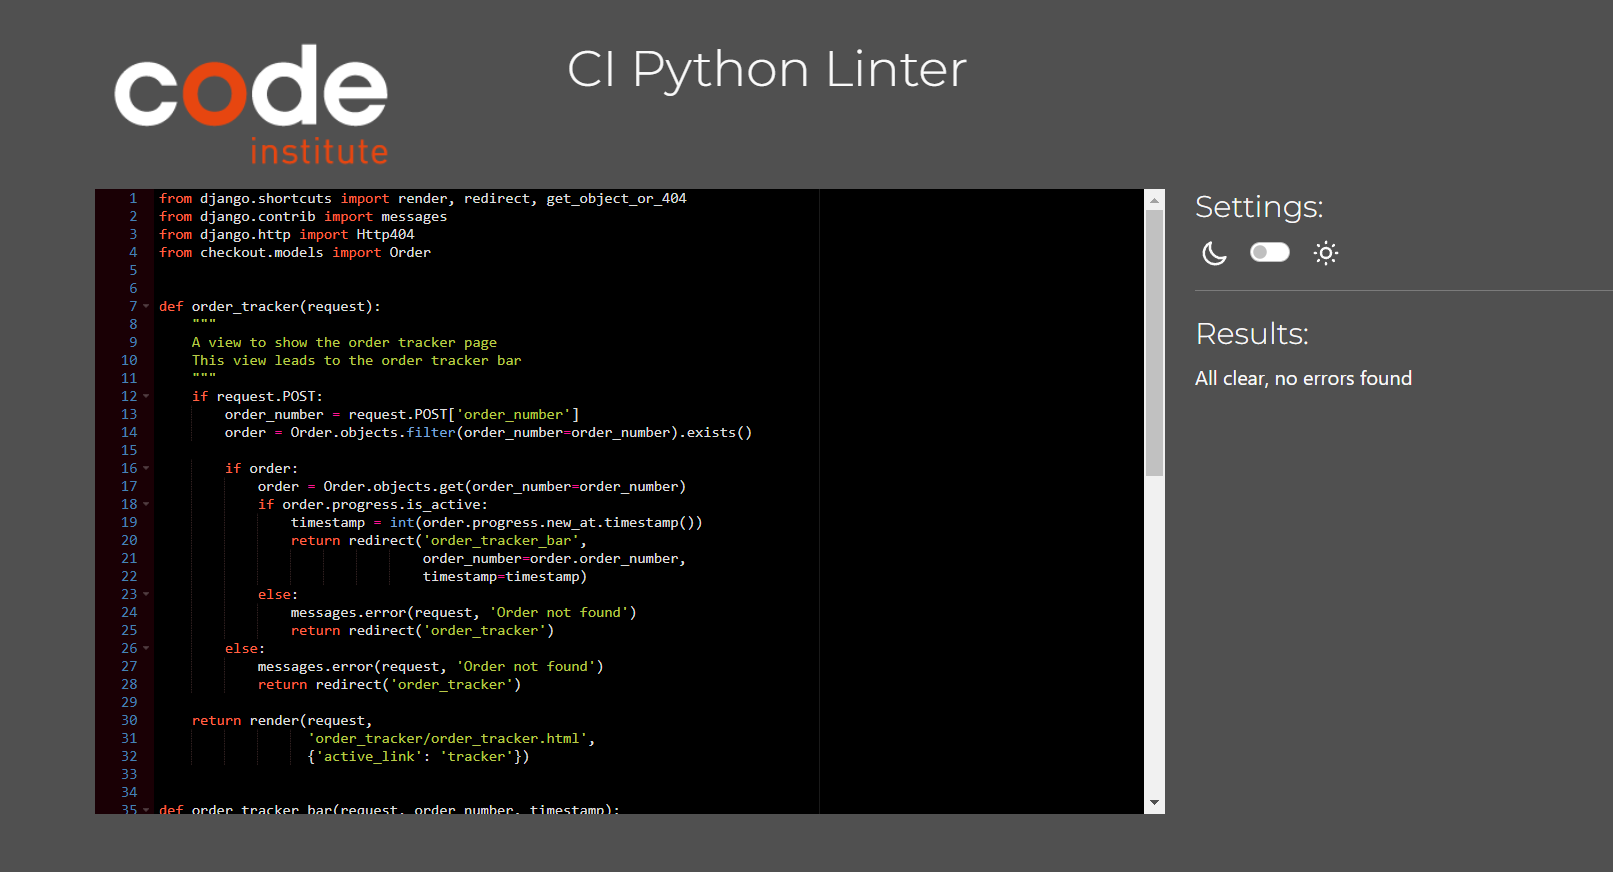 code
institute
CI Python Linter
1 from django.shortcuts import render, redirect, get_object_or_404
2 from django.contrib import messages
3 from django.http import Http404
4 from checkout.models import Order
5
6
7 def order_tracker(request):
8     """
9     A view to show the order tracker page
10     This view leads to the order tracker bar
11     """
12     if request.POST:
13         order_number = request.POST['order_number']
14         order = Order.objects.filter(order_number=order_number).exists()
15
16         if order:
17             order = Order.objects.get(order_number=order_number)
18             if order.progress.is_active:
19                 timestamp = int(order.progress.new_at.timestamp())
20                 return redirect('order_tracker_bar',
21                                 order_number=order.order_number,
22                                 timestamp=timestamp)
23             else:
24                 messages.error(request, 'Order not found')
25                 return redirect('order_tracker')
26         else:
27             messages.error(request, 'Order not found')
28             return redirect('order_tracker')
29
30     return render(request,
31                   'order_tracker/order_tracker.html',
32                   {'active_link': 'tracker'})
33
34
35 def order_tracker_bar(request, order_number, timestamp):
Settings:
Results:
All clear, no errors found